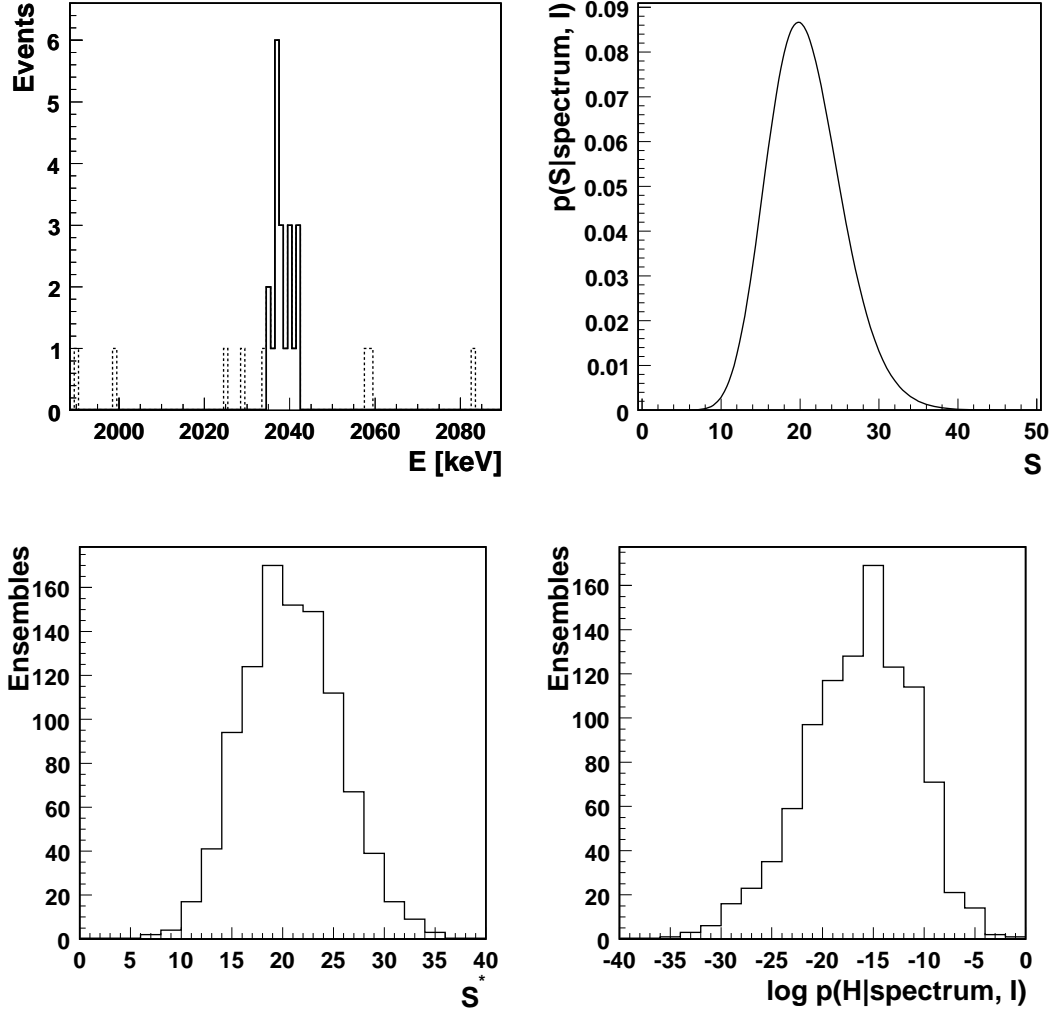 Events
6
5
4
3
2
1
0
2000 2020 2040 2060 2080
E [keV]
p(S|spectrum, I)
0.09
0.08
0.07
0.06
0.05
0.04
0.03
0.02
0.01
0
0 10 20 30 40 50
S
Ensembles
160
140
120
100
80
60
40
20
0
0 5 10 15 20 25 30 35 40
S*
Ensembles
160
140
120
100
80
60
40
20
0
-40 -35 -30 -25 -20 -15 -10 -5 0
log p(H|spectrum, I)